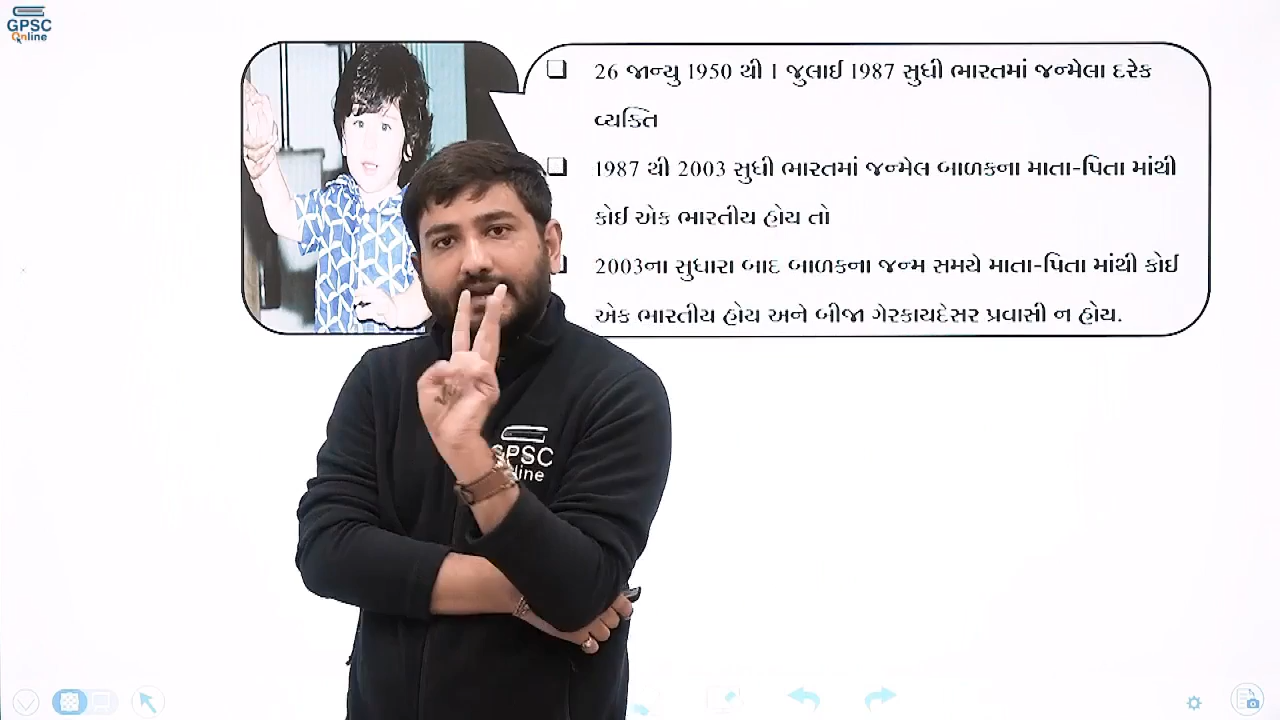 GPSC
Online
26 જાન્યુ 1950 થી 1 જુલાઈ 1987 સુધી ભારતમાં જન્મેલા દરેક
વ્યક્તિ
1987 થી 2003 સુધી ભારતમાં જન્મેલ બાળકના માતા-પિતા માંથી
કોઈ એક ભારતીય હોય તો
2003ના સુધારા બાદ બાળકના જન્મ સમયે માતા-પિતા માંથી કોઈ
એક ભારતીય હોય અને બીજા ગેરકાયદેસર પ્રવાસી ન હોય.
GPSC